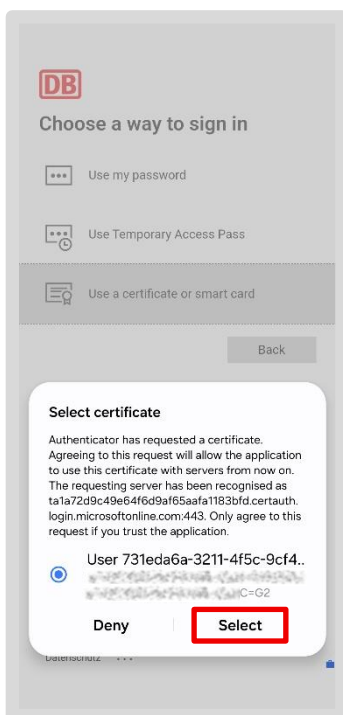 DB
Choose a way to sign in
Use my password
Use Temporary Access Pass
Use a certificate or smart card
Back
Select certificate
Authenticator has requested a certificate.
Agreeing to this request will allow the application
to use this certificate with servers from now on.
The requesting server has been recognised as
ta1a72d9c49e64f6d9af65aafa1183bfd.certauth.
login.microsoftonline.com:443. Only agree to this
request if you trust the application.
User 731eda6a-3211-4f5c-9cf4..
C=G2
Deny Select
Datenschutz ...